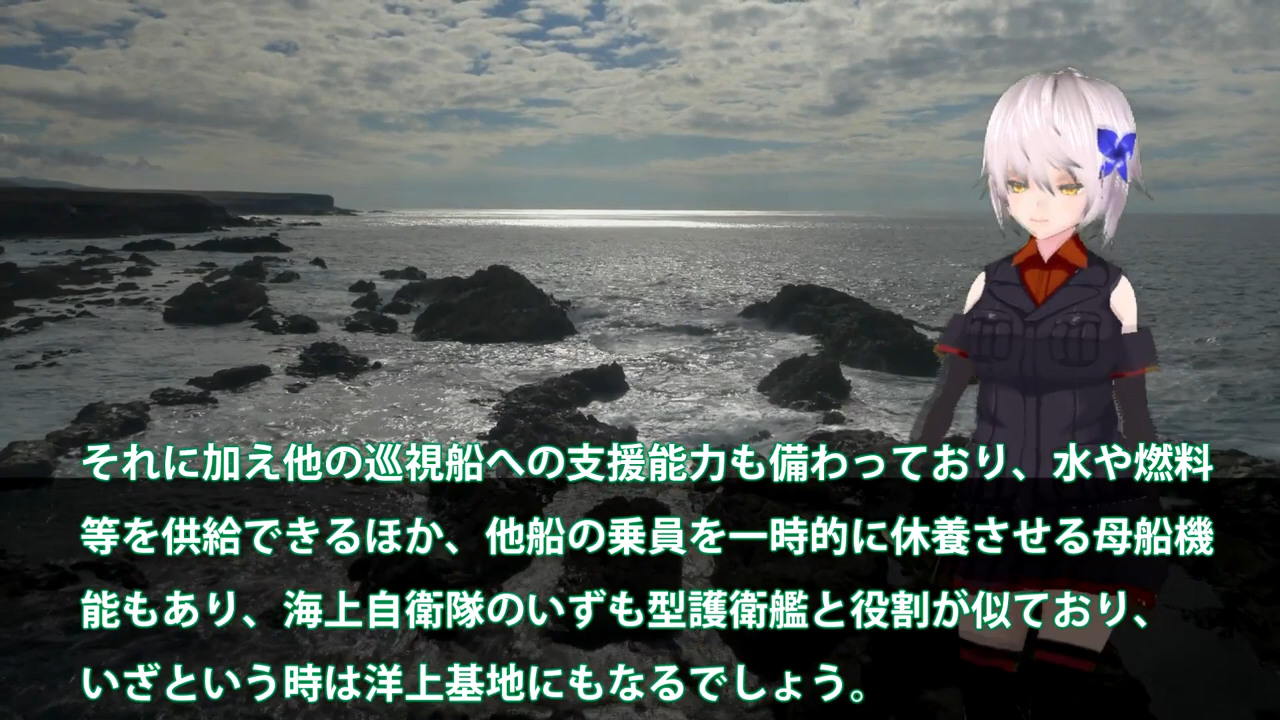 それに加え他の巡視船への支援能力も備わっており、水や燃料
等を供給できるほか、他船の乗員を一時的に休養させる母船機
能もあり、海上自衛隊のいずも型護衛艦と役割が似ており、
いざという時は洋上基地にもなるでしょう。